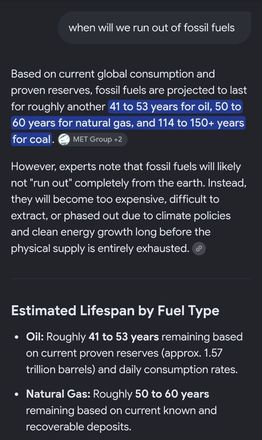 when will we run out of fossil fuels
Based on current global consumption and
proven reserves, fossil fuels are projected to last
for roughly another 41 to 53 years for oil, 50 to
60 years for natural gas, and 114 to 150+ years
for coal. MET Group +2
However, experts note that fossil fuels will likely
not "run out" completely from the earth. Instead,
they will become too expensive, difficult to
extract, or phased out due to climate policies
and clean energy growth long before the
physical supply is entirely exhausted.
Estimated Lifespan by Fuel Type
• Oil: Roughly 41 to 53 years remaining based
on current proven reserves (approx. 1.57
trillion barrels) and daily consumption rates.
• Natural Gas: Roughly 50 to 60 years
remaining based on current known and
recoverable deposits.